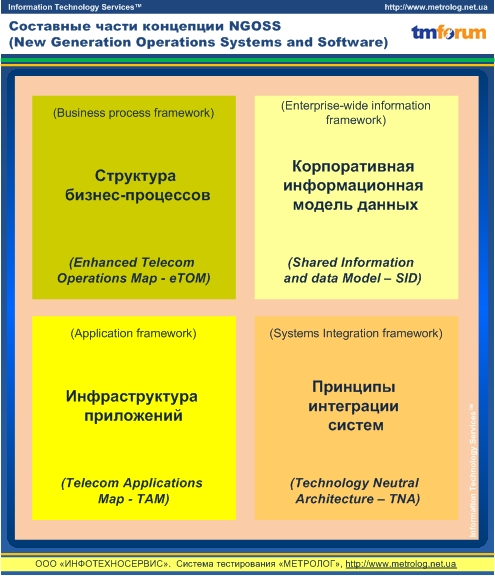 Information Technology Services™
http://www.metrolog.net.ua
Составные части концепции NGOSS
(New Generation Operations Systems and Software)
tmforum
(Business process framework)
Структура
бизнес-процессов
(Enhanced Telecom
Operations Map - eTOM)
(Enterprise-wide information
framework)
Корпоративная
информационная
модель данных
(Shared Information
and data Model – SID)
(Application framework)
Инфраструктура
приложений
(Telecom Applications
Map - TAM)
(Systems Integration framework)
Принципы
интеграции
систем
(Technology Neutral
Architecture – TNA)
Information Technology Services™
ООО «ИНФОТЕХНОСЕРВИС». Система тестирования «МЕТРОЛОГ», http://www.metrolog.net.ua